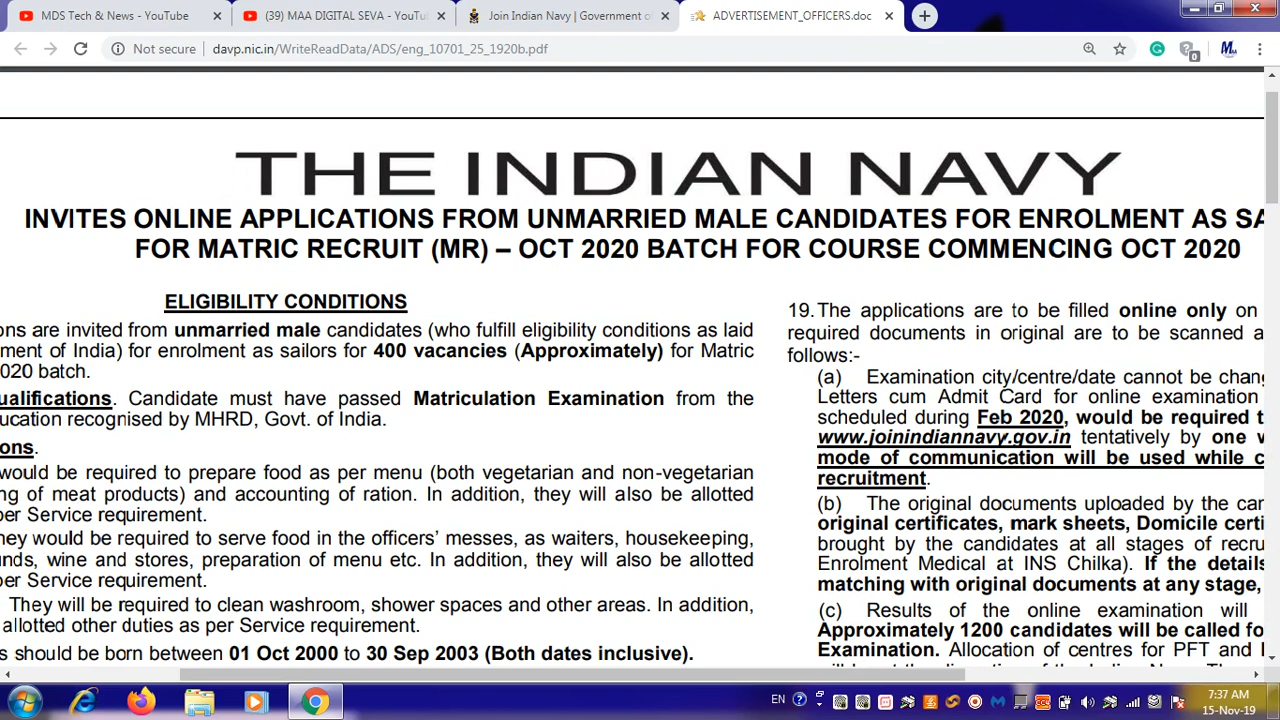 MDS Tech & News - YouTube
(39) MAA DIGITAL SEVA - YouTu
Join Indian Navy | Government o
ADVERTISEMENT_OFFICERS.doc
Not secure
davp.nic.in/WriteReadData/ADS/eng_10701_25_1920b.pdf
0
THE INDIAN NAVY
INVITES ONLINE APPLICATIONS FROM UNMARRIED MALE CANDIDATES FOR ENROLMENT AS SA
FOR MATRIC RECRUIT (MR) – OCT 2020 BATCH FOR COURSE COMMENCING OCT 2020
ELIGIBILITY CONDITIONS
ons are invited from unmarried male candidates (who fulfill eligibility conditions as laid
ment of India) for enrolment as sailors for 400 vacancies (Approximately) for Matric
020 batch.
ualifications. Candidate must have passed Matriculation Examination from the
ducation recognised by MHRD, Govt. of India.
ons.
would be required to prepare food as per menu (both vegetarian and non-vegetarian
ng of meat products) and accounting of ration. In addition, they will also be allotted
per Service requirement.
hey would be required to serve food in the officers' messes, as waiters, housekeeping,
unds, wine and stores, preparation of menu etc. In addition, they will also be allotted
per Service requirement.
They will be required to clean washroom, shower spaces and other areas. In addition,
allotted other duties as per Service requirement.
s should be born between 01 Oct 2000 to 30 Sep 2003 (Both dates inclusive).
19. The applications are to be filled online only on
required documents in original are to be scanned a
follows:-
(a) Examination city/centre/date cannot be chang
Letters cum Admit Card for online examination
scheduled during Feb 2020, would be required t
www.joinindiannavy.gov.in tentatively by one w
mode of communication will be used while c
recruitment.
(b) The original documents uploaded by the can
original certificates, mark sheets, Domicile certi
brought by the candidates at all stages of recru
Enrolment Medical at INS Chilka). If the details
matching with original documents at any stage,
(c) Results of the online examination will
Approximately 1200 candidates will be called fo
Examination. Allocation of centres for PFT and
EN
7:37 AM
15-Nov-19